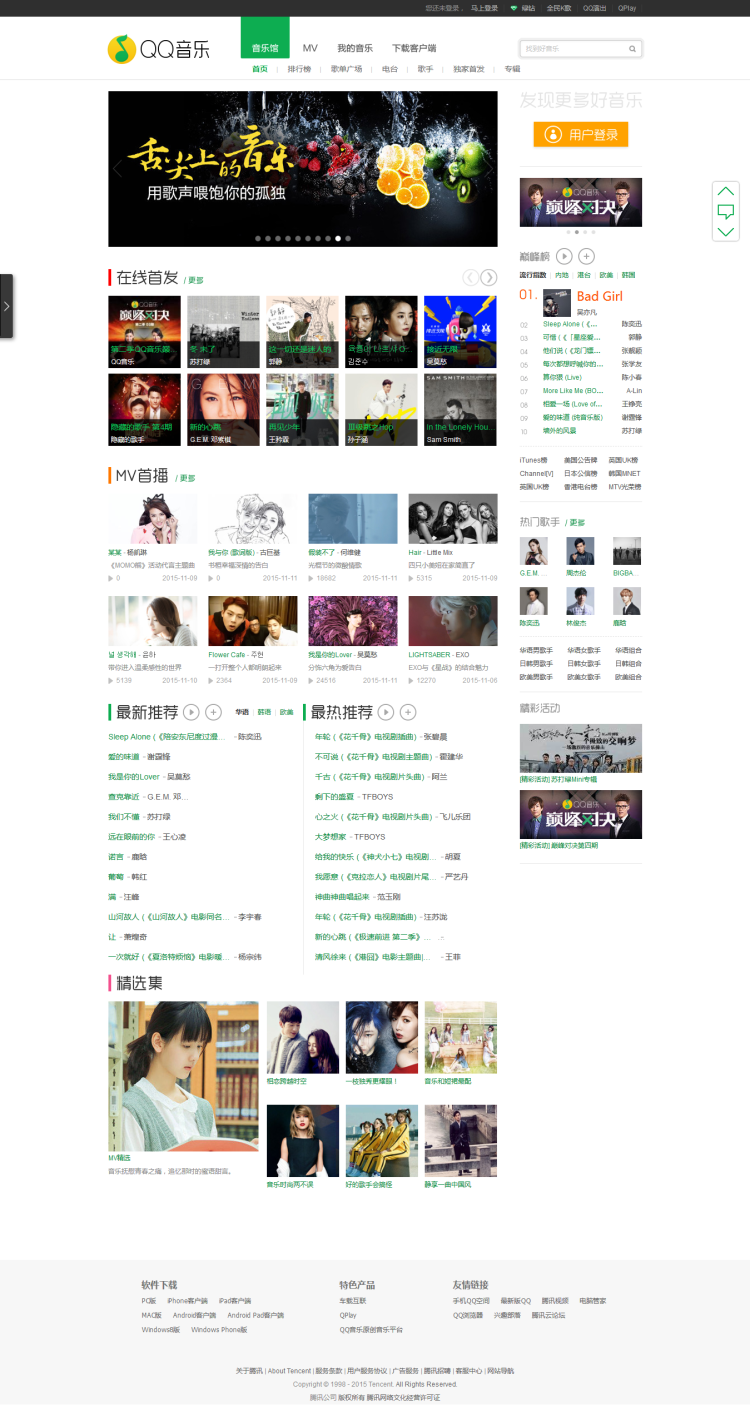 您还未登录， 马上登录 绿钻 全民K歌 QQ演出 QPlay
QQ音乐
音乐馆 MV 我的音乐 下载客户端
找到好音乐
首页 排行榜 歌单广场 电台 歌手 独家首发 专辑
发现更多好音乐
用户登录
舌尖上的音乐
用歌声喂饱你的孤独
QQ音乐
巅峰对决
在线首发 / 更多
第二季QQ音乐巅...
QQ音乐
冬 未了
苏打绿
这一切还是迷人的
郭静
김준수
接近无限
吴莫愁
隐藏的歌手 第4期
隐藏的歌手
新的心跳
G.E.M. 邓紫棋
再见少年
王帅霖
班级跳之Hop
孙子涵
In the Lonely Hou
Sam Smith
巅峰榜
流行指数 内地 港台 欧美 韩国
01. Bad Girl
吴亦凡
02 Sleep Alone (《... 陈奕迅
03 可惜 (《「星座爱... 郭静
04 他们说 (《龙门镖... 张靓颖
05 每次都想呼喊你的... 张学友
06 算你狠 (Live) 陈小春
07 More Like Me (BO... A-Lin
08 相爱一场 (Love of... 王铮亮
09 爱的味道 (纯音乐版) 谢霆锋
10 墙外的风景 苏打绿
iTunes榜 美国公告牌 英国UK榜
Channel[V] 日本公信榜 韩国MNET
英国UK榜 香港电台榜 MTV光荣榜
MV首播 / 更多
某某 - 杨凯琳
《MOMO帽》活动代言主题曲
0 2015-11-09
我与你 (歌词版) - 古巨基
书想幸福深情的告白
0 2015-11-11
假装不了 - 何维健
光棍节的微酸情歌
18682 2015-11-11
Hair - Little Mix
四只小美妞在家简直了
5315 2015-11-09
널 생각해 - 은하
带你进入温柔感性的世界
5139 2015-11-10
Flower Cafe - 주헌
一打开整个人都明朗起来
2364 2015-11-09
我是你的Lover - 吴莫愁
分饰六角为爱告白
24516 2015-11-11
LIGHTSABER - EXO
EXO与《星战》的结合魅力
12270 2015-11-06
热门歌手 / 更多
G.E.M. ... 周杰伦 BIGBA...
陈奕迅 林俊杰 鹿晗
华语男歌手 华语女歌手 华语组合
日韩男歌手 日韩女歌手 日韩组合
欧美男歌手 欧美女歌手 欧美组合
精彩活动
[精彩活动] 苏打绿Mini专辑
QQ音乐
巅峰对决
[精彩活动] 巅峰对决第四期
最新推荐 华语 韩语 欧美
Sleep Alone (《陪安东尼度过漫... - 陈奕迅
爱的味道 - 谢霆锋
我是你的Lover - 吴莫愁
查克靠近 - G.E.M. 邓...
我们不懂 - 苏打绿
远在眼前的你 - 王心凌
诺言 - 鹿晗
葡萄 - 韩红
满 - 汪峰
山河故人 (《山河故人》电影同名... - 李宇春
让 - 萧煌奇
一次就好 (《夏洛特烦恼》电影暖... - 杨宗纬
最热推荐
年轮 (《花千骨》电视剧插曲) - 张碧晨
不可说 (《花千骨》电视剧主题曲) - 霍建华
千古 (《花千骨》电视剧片头曲) - 阿兰
剩下的盛夏 - TFBOYS
心之火 (《花千骨》电视剧片头曲) - 飞儿乐团
大梦想家 - TFBOYS
给我的快乐 (《神犬小七》电视剧... - 胡夏
我愿意 (《克拉恋人》电视剧片尾... - 严艺丹
神曲神曲唱起来 - 范玉刚
年轮 (《花千骨》电视剧插曲) - 汪苏泷
新的心跳 (《极速前进 第二季》...
清风徐来 (《港囧》电影主题曲|... - 王菲
精选集
MV精选
音乐抚慰青春之痛，追忆那时的蜜语甜言。
相恋跨越时空
一枝独秀更耀眼！
音乐和短裙最配
音乐时尚两不误
好的歌手会搞怪
静享一曲中国风
软件下载
PC版 iPhone客户端 iPad客户端
MAC版 Android客户端 Android Pad客户端
Windows8版 Windows Phone版
特色产品
车载互联
QPlay
QQ音乐原创音乐平台
友情链接
手机QQ空间 最新版QQ 腾讯视频 电脑管家
QQ浏览器 兴趣部落 腾讯云论坛
关于腾讯 | About Tencent | 服务条款 | 用户服务协议 | 广告服务 | 腾讯招聘 | 客服中心 | 网站导航
Copyright © 1998 - 2015 Tencent. All Rights Reserved.
腾讯公司 版权所有 腾讯网络文化经营许可证